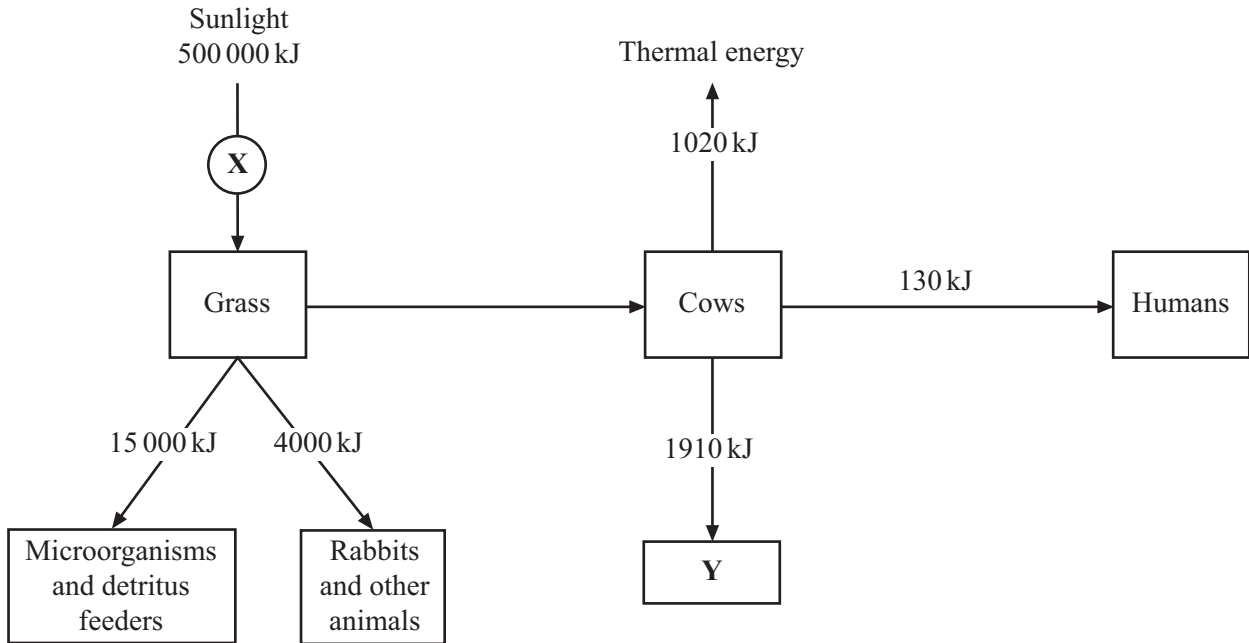 Sunlight
500 000 kJ
Thermal energy
1020 kJ
X
Grass
Cows
130 kJ
Humans
15 000 kJ
4000 kJ
1910 kJ
Microorganisms
and detritus
feeders
Rabbits
and other
animals
Y